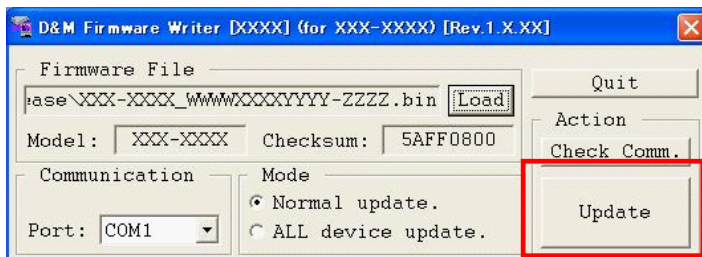 D&M Firmware Writer [XXXX] (for XXX-XXXX) [Rev.1.X.XX]
Firmware File
ase\XXX-XXXX_WWWWXXXXYYYY-ZZZZ.bin Load
Quit
Model: XXX-XXXX Checksum: 5AFF0800
Action
Check Comm.
Communication
Mode
Normal update.
Update
Port: COM1
ALL device update.